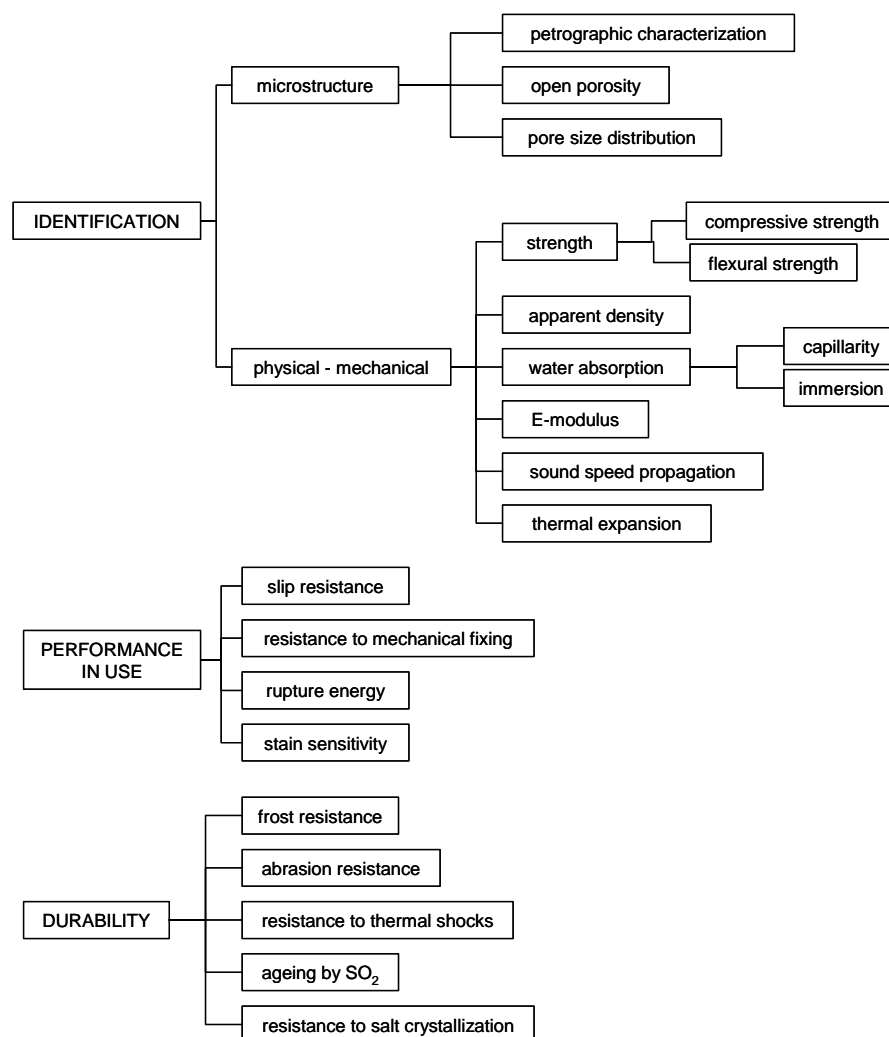 petrographic characterization
microstructure
open porosity
pore size distribution
IDENTIFICATION
compressive strength
strength
flexural strength
apparent density
capillarity
physical - mechanical
water absorption
immersion
E-modulus
sound speed propagation
thermal expansion
slip resistance
PERFORMANCE
IN USE
resistance to mechanical fixing
rupture energy
stain sensitivity
frost resistance
abrasion resistance
DURABILITY
resistance to thermal shocks
ageing by SO₂
resistance to salt crystallization